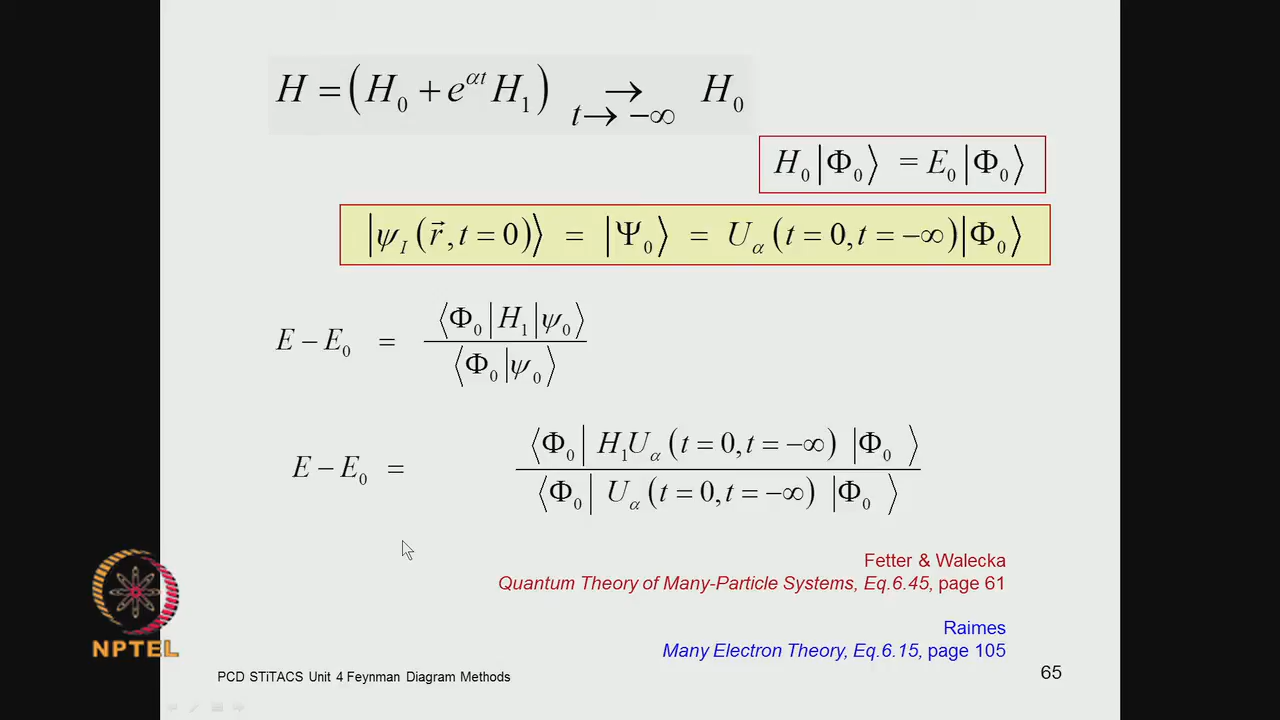 H = (H₀ + e^{αt} H₁) → H₀
t → −∞
H₀|Φ₀⟩ = E₀|Φ₀⟩
|ψ_I(r⃗, t = 0)⟩ = |Ψ₀⟩ = U_α(t = 0, t = −∞)|Φ₀⟩
E − E₀ = ⟨Φ₀|H₁|ψ₀⟩ / ⟨Φ₀|ψ₀⟩
E − E₀ = ⟨Φ₀| H₁U_α(t = 0, t = −∞) |Φ₀⟩ / ⟨Φ₀| U_α(t = 0, t = −∞) |Φ₀⟩
Fetter & Walecka
Quantum Theory of Many-Particle Systems, Eq.6.45, page 61
Raimes
Many Electron Theory, Eq.6.15, page 105
NPTEL
PCD STiTACS Unit 4 Feynman Diagram Methods
65